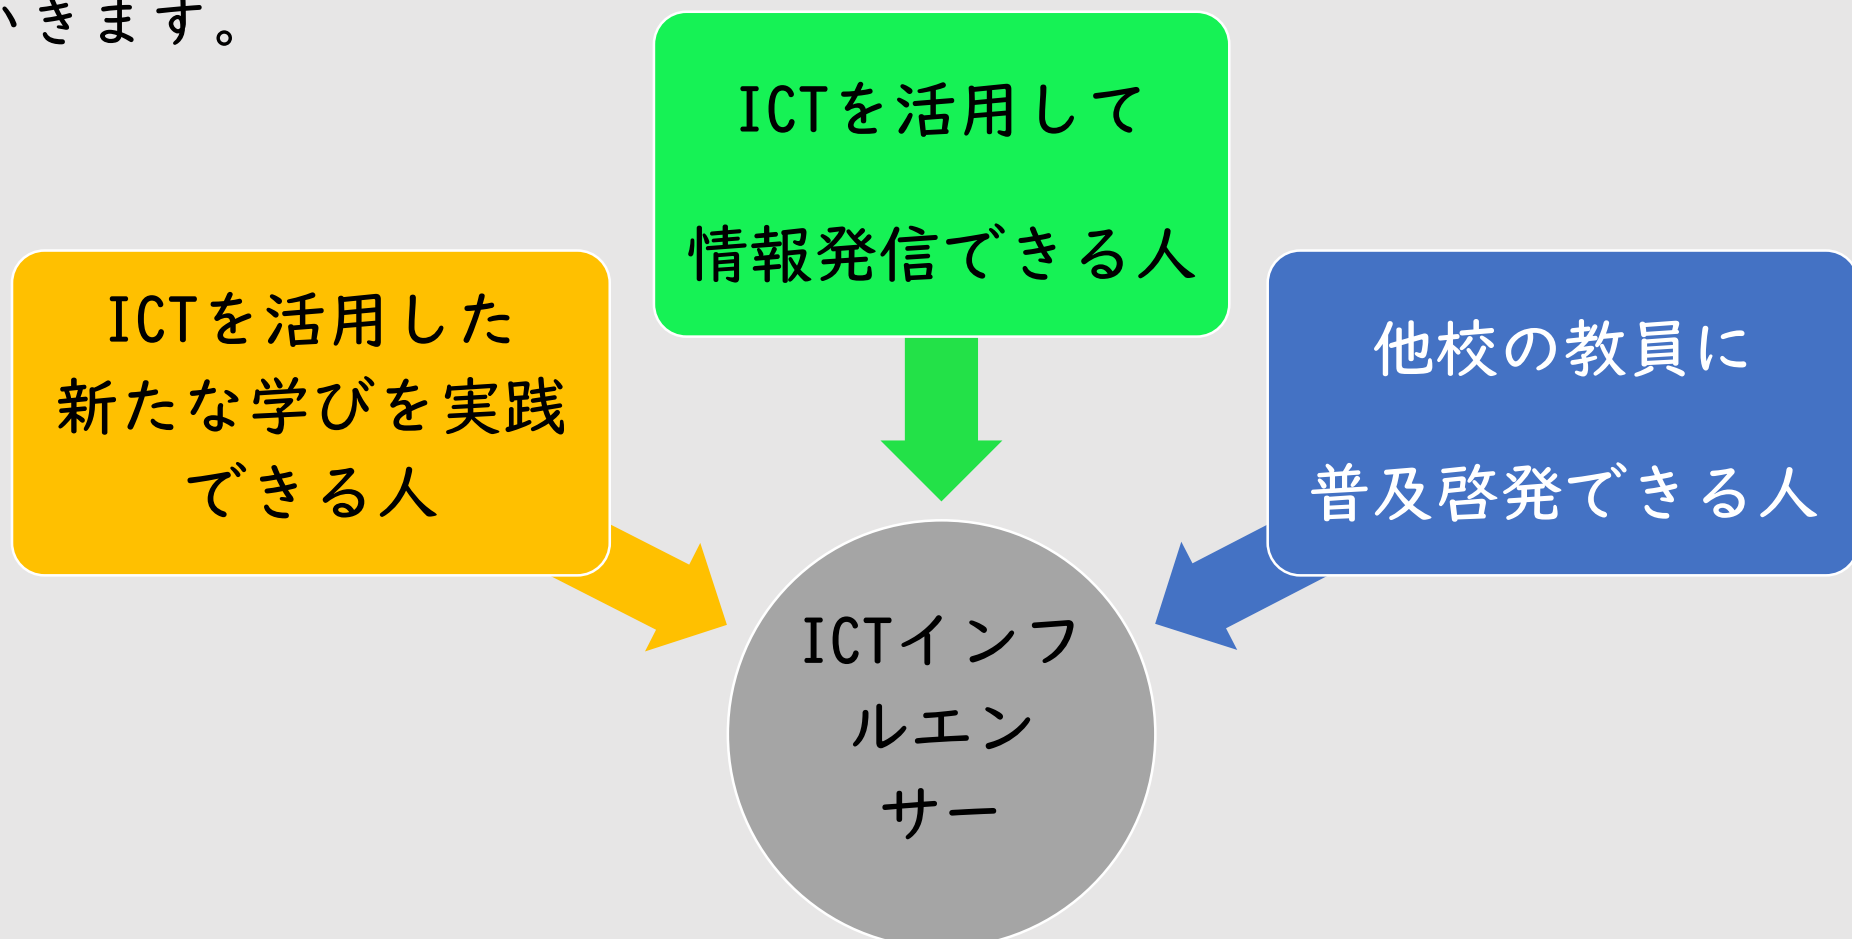 いきます。
ICTを活用して
情報発信できる人
ICTを活用した
新たな学びを実践
できる人
他校の教員に
普及啓発できる人
ICTインフ
ルエン
サー